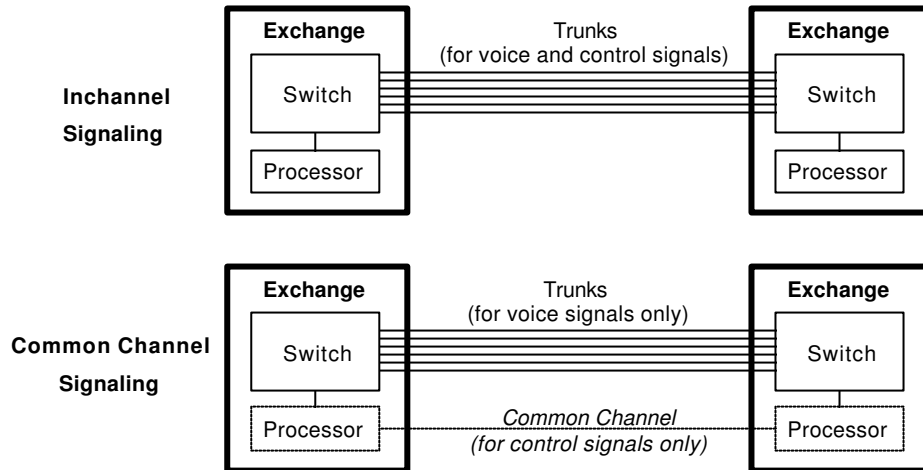 Exchange
Trunks
(for voice and control signals)
Exchange
Inchannel
Signaling
Switch
Switch
Processor
Processor
Exchange
Trunks
(for voice signals only)
Exchange
Common Channel
Signaling
Switch
Switch
Processor
Common Channel
(for control signals only)
Processor